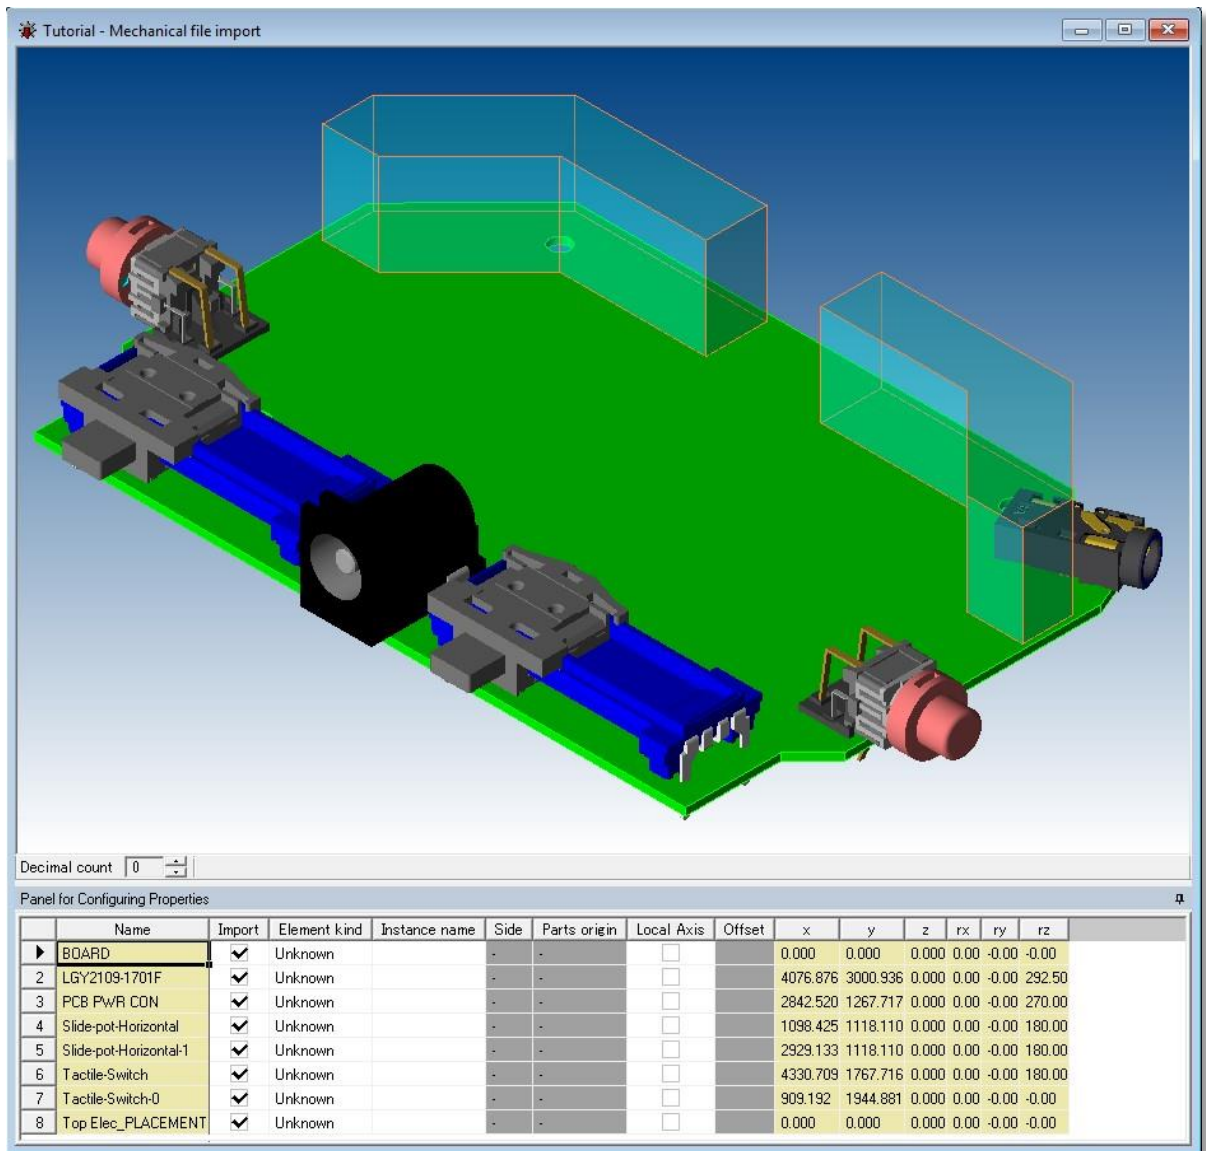 Tutorial - Mechanical file import
Decimal count 0
Panel for Configuring Properties
Name Import Element kind Instance name Side Parts origin Local Axis Offset x y z rx ry rz
BOARD Unknown - - 0.000 0.000 0.000 0.00 -0.00 -0.00
2 LGY2109-1701F Unknown - - 4076.876 3000.936 0.000 0.00 -0.00 292.50
3 PCB PWR CON Unknown - - 2842.520 1267.717 0.000 0.00 -0.00 270.00
4 Slide-pot-Horizontal Unknown - - 1098.425 1118.110 0.000 0.00 -0.00 180.00
5 Slide-pot-Horizontal-1 Unknown - - 2929.133 1118.110 0.000 0.00 -0.00 180.00
6 Tactile-Switch Unknown - - 4330.709 1767.716 0.000 0.00 -0.00 180.00
7 Tactile-Switch-0 Unknown - - 909.192 1944.881 0.000 0.00 -0.00 -0.00
8 Top Elec_PLACEMENT Unknown - - 0.000 0.000 0.000 0.00 -0.00 -0.00